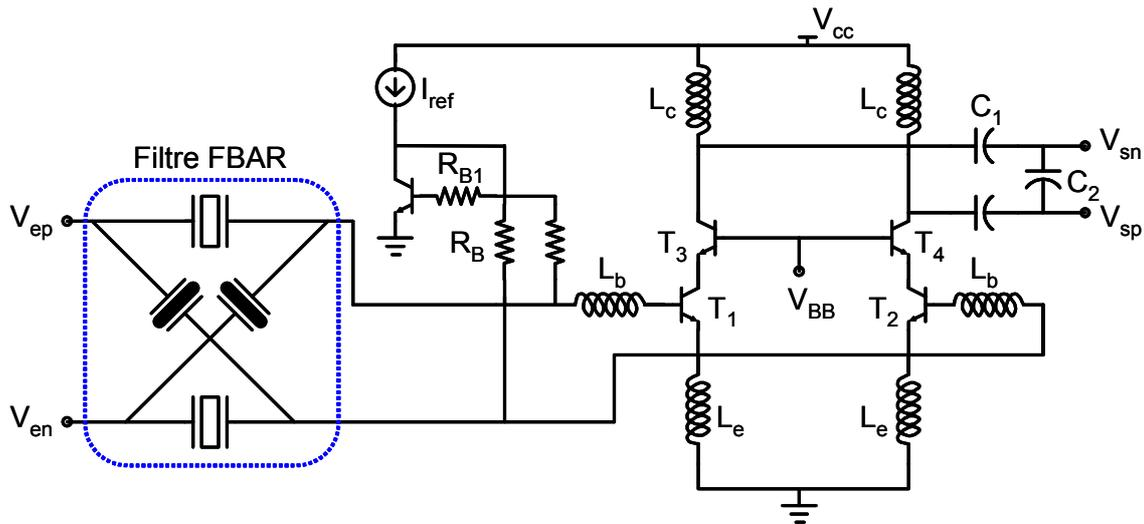 Vcc
Iref
Lc
Lc
C1
Vsn
Filtre FBAR
RB1
C2
Vep
RB
Vsp
T3
T4
Lb
Lb
VBB
T1
T2
Ven
Le
Le